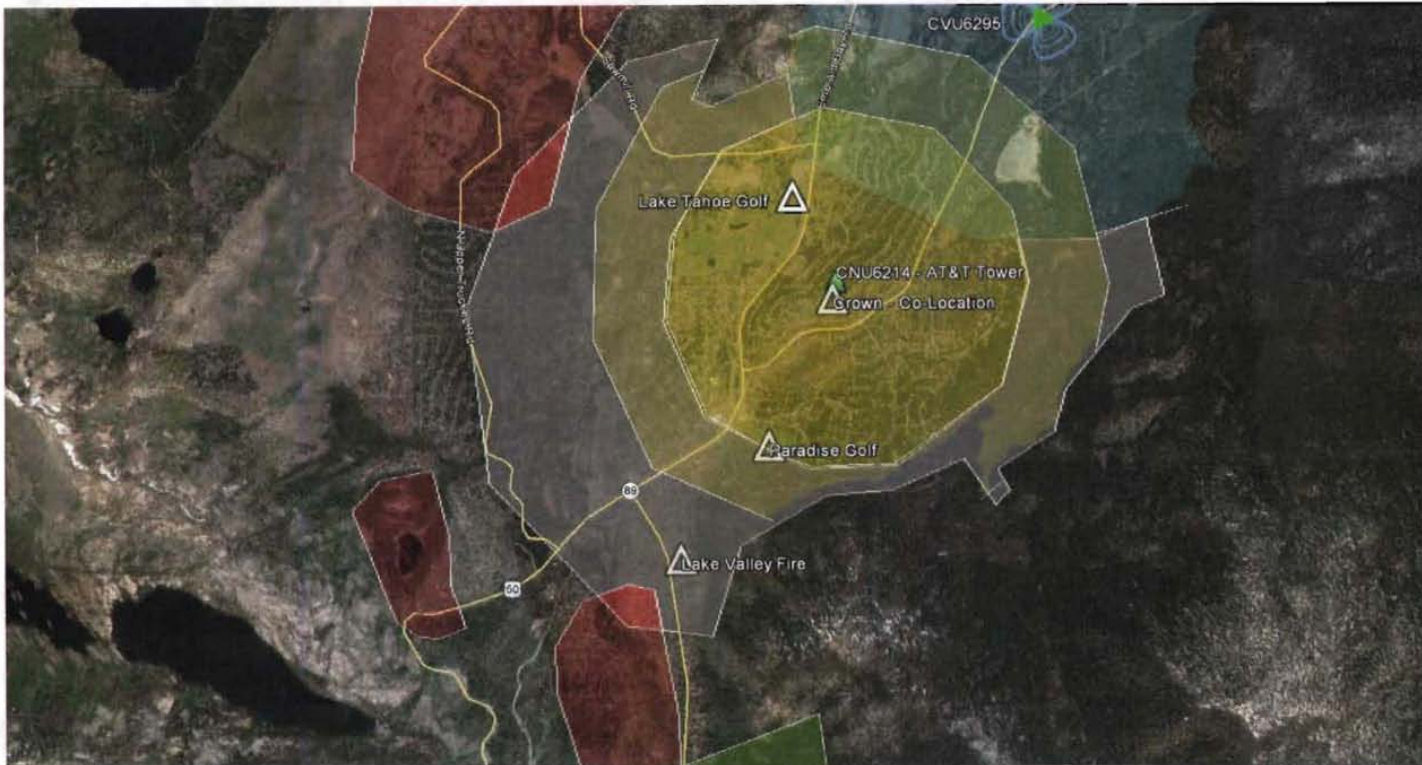 CVU6295
Lake Tahoe Golf
CNU6214 - AT&T Tower
Crown - Co-Location
Paradise Golf
89
Lake Valley Fire
50